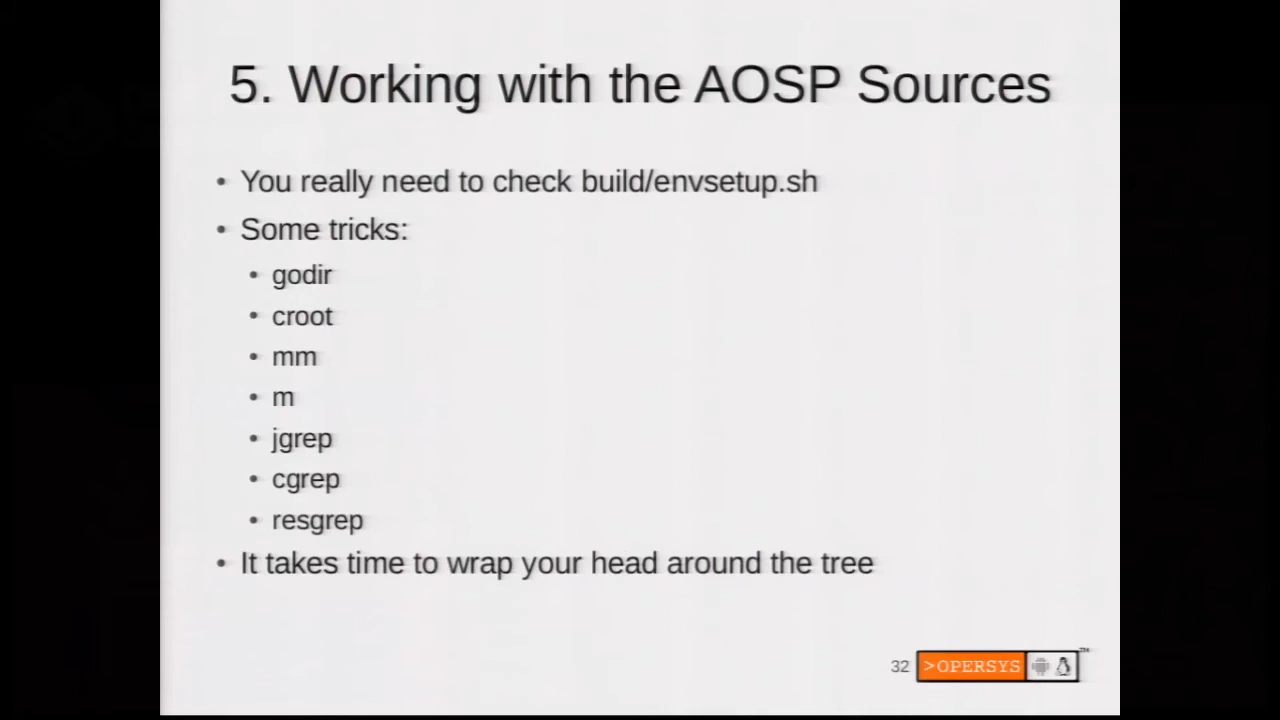 5. Working with the AOSP Sources
• You really need to check build/envsetup.sh
• Some tricks:
• godir
• croot
• mm
• m
• jgrep
• cgrep
• resgrep
• It takes time to wrap your head around the tree
32
>OPERSYS
TM